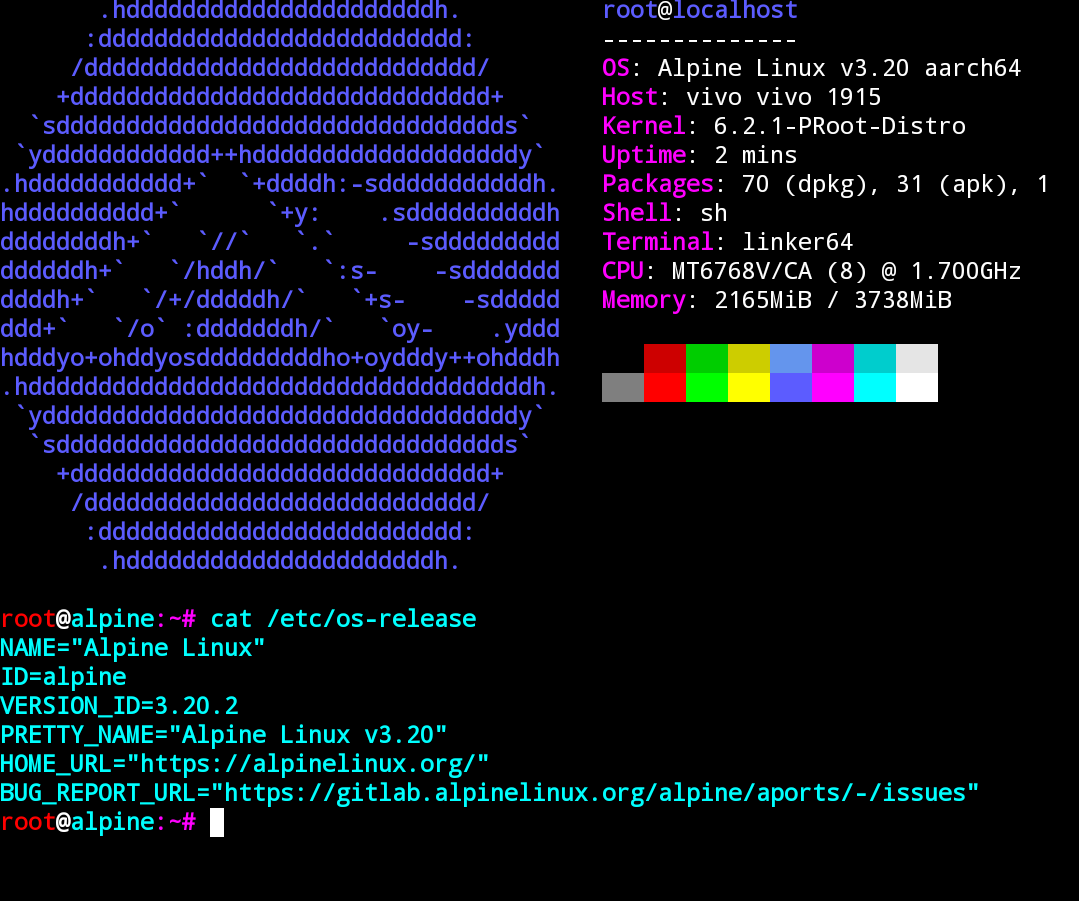 .hddddddddddddddddddddddh.
:dddddddddddddddddddddddddd:
/dddddddddddddddddddddddddddd/
+dddddddddddddddddddddddddddddd+
`sdddddddddddddddddddddddddddddddds`
`ydddddddddddd++hdddddddddddddddddddy`
.hddddddddddd+`  `+ddddh:-sdddddddddddh.
hdddddddddd+`      `+y:    .sddddddddddh
ddddddddh+`   `//`   `.`     -sddddddddd
ddddddh+`   `/hddh/`   `:s-    -sddddddd
ddddh+`   `/+/dddddh/`   `+s-    -sddddd
ddd+`   `/o` :dddddddh/`   `oy-    .yddd
hdddyo+ohddyosdddddddddho+oydddy++ohdddh
.hddddddddddddddddddddddddddddddddddddh.
`yddddddddddddddddddddddddddddddddddy`
`sdddddddddddddddddddddddddddddddds`
+dddddddddddddddddddddddddddddd+
/dddddddddddddddddddddddddddd/
:dddddddddddddddddddddddddd:
.hddddddddddddddddddddddh.
root@localhost
--------------
OS: Alpine Linux v3.20 aarch64
Host: vivo vivo 1915
Kernel: 6.2.1-PRoot-Distro
Uptime: 2 mins
Packages: 70 (dpkg), 31 (apk), 1
Shell: sh
Terminal: linker64
CPU: MT6768V/CA (8) @ 1.700GHz
Memory: 2165MiB / 3738MiB
root@alpine:~# cat /etc/os-release
NAME="Alpine Linux"
ID=alpine
VERSION_ID=3.20.2
PRETTY_NAME="Alpine Linux v3.20"
HOME_URL="https://alpinelinux.org/"
BUG_REPORT_URL="https://gitlab.alpinelinux.org/alpine/aports/-/issues"
root@alpine:~#